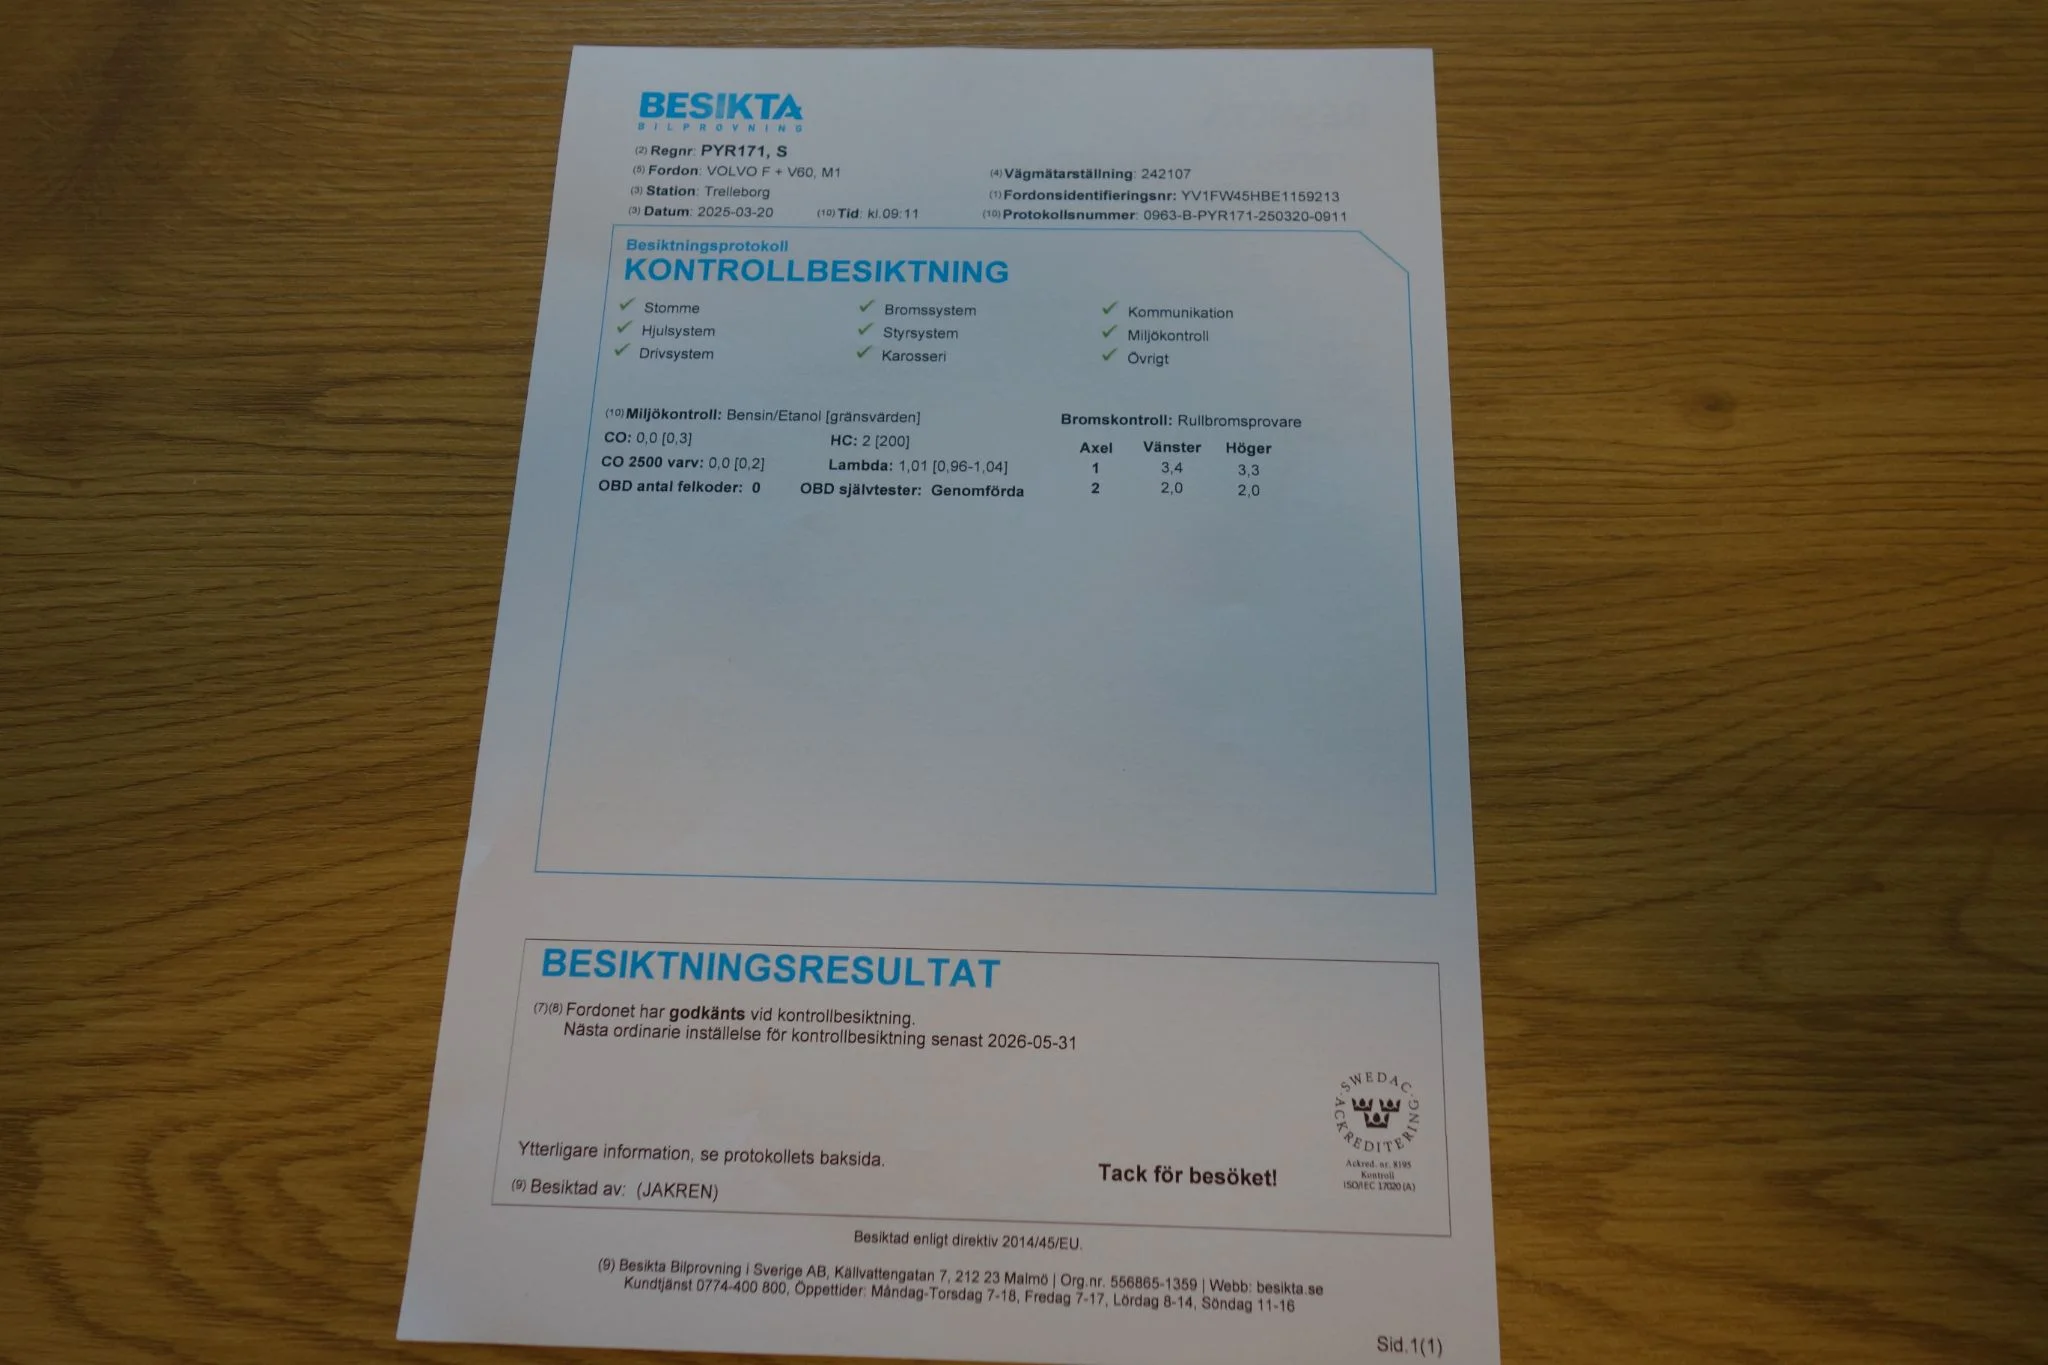 BESIKTA
BILPROVNING
(2) Regnr: PYR171, S
(5) Fordon: VOLVO F + V60, M1
(4) Vägmätarställning: 242107
(3) Station: Trelleborg
(1) Fordonsidentifieringsnr: YV1FW45HBE1159213
(3) Datum: 2025-03-20 (10) Tid: kl.09:11
(10) Protokollsnummer: 0963-B-PYR171-250320-0911
Besiktningsprotokoll
KONTROLLBESIKTNING
✓ Stomme ✓ Bromssystem ✓ Kommunikation
✓ Hjulsystem ✓ Styrsystem ✓ Miljökontroll
✓ Drivsystem ✓ Karosseri ✓ Övrigt
(10) Miljökontroll: Bensin/Etanol [gränsvärden]
CO: 0,0 [0,3] HC: 2 [200]
CO 2500 varv: 0,0 [0,2] Lambda: 1,01 [0,96-1,04]
OBD antal felkoder: 0 OBD självtester: Genomförda
Bromskontroll: Rullbromsprovare
Axel Vänster Höger
1 3,4 3,3
2 2,0 2,0
BESIKTNINGSRESULTAT
(7)(8) Fordonet har godkänts vid kontrollbesiktning.
Nästa ordinarie inställelse för kontrollbesiktning senast 2026-05-31
Ytterligare information, se protokollets baksida.
(9) Besiktad av: (JAKREN)
Tack för besöket!
SWEDAC
ACKREDITERING
Ackred. nr. 8195
Kontroll
ISO/IEC 17020 (A)
Besiktad enligt direktiv 2014/45/EU.
(9) Besikta Bilprovning i Sverige AB, Källvattengatan 7, 212 23 Malmö | Org.nr. 556865-1359 | Webb: besikta.se
Kundtjänst 0774-400 800, Öppettider: Måndag-Torsdag 7-18, Fredag 7-17, Lördag 8-14, Söndag 11-16
Sid.1(1)